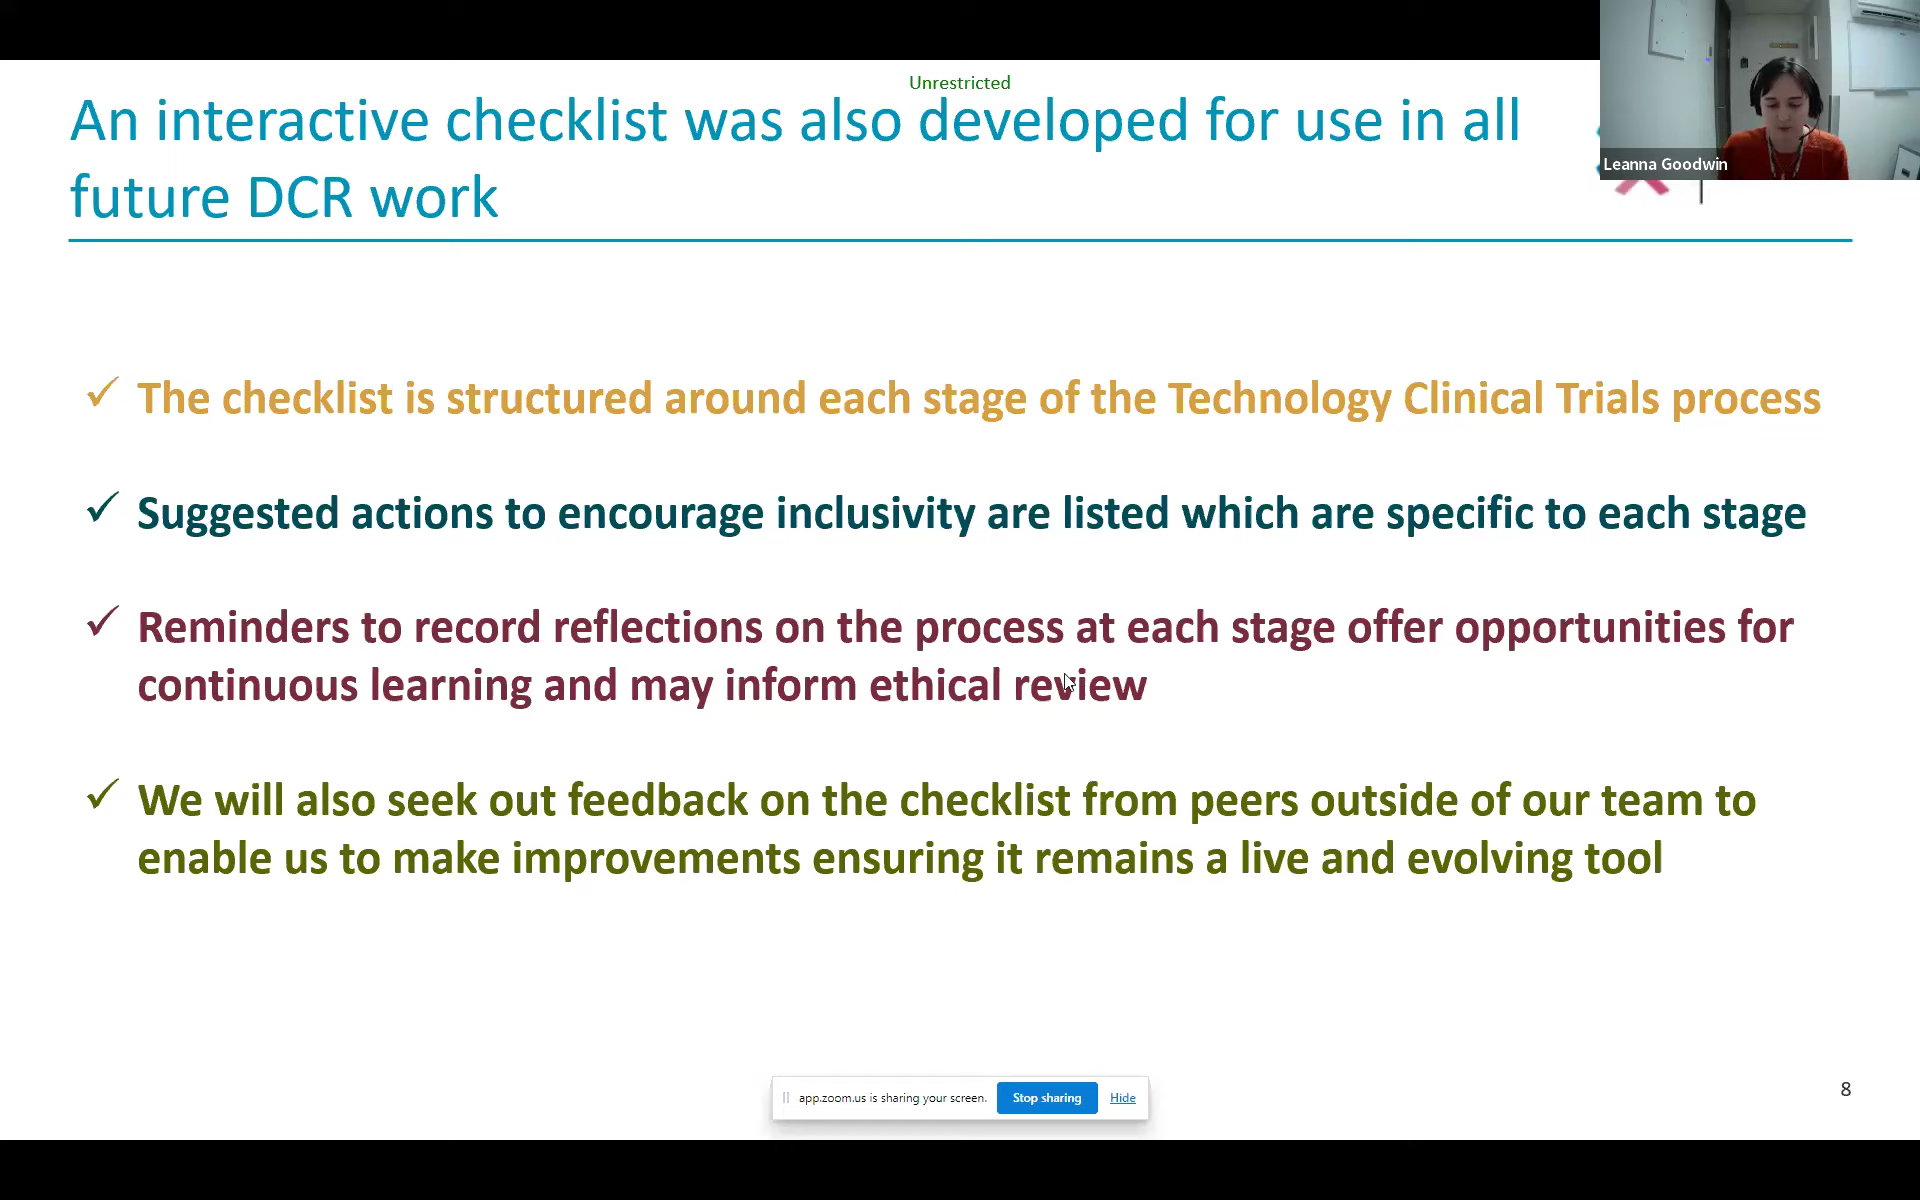 Unrestricted
An interactive checklist was also developed for use in all
future DCR work
Leanna Goodwin
✓ The checklist is structured around each stage of the Technology Clinical Trials process
✓ Suggested actions to encourage inclusivity are listed which are specific to each stage
✓ Reminders to record reflections on the process at each stage offer opportunities for
continuous learning and may inform ethical review
✓ We will also seek out feedback on the checklist from peers outside of our team to
enable us to make improvements ensuring it remains a live and evolving tool
8
app.zoom.us is sharing your screen. Stop sharing Hide